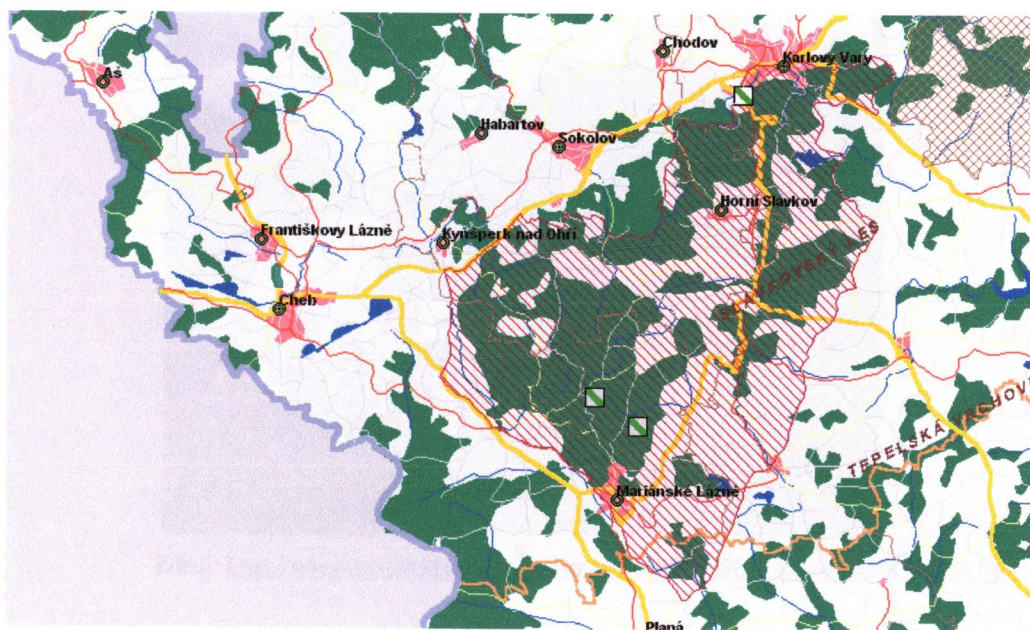 Chodov
Karlovy Vary
Aš
Habartov
Sokolov
Horní Slavkov
Františkovy Lázně
Kynšperk nad Ohří
SLAVKOVSKÝ LES
Cheb
TEPELSKÁ VRCHOVI
Mariánské Lázně
Planá